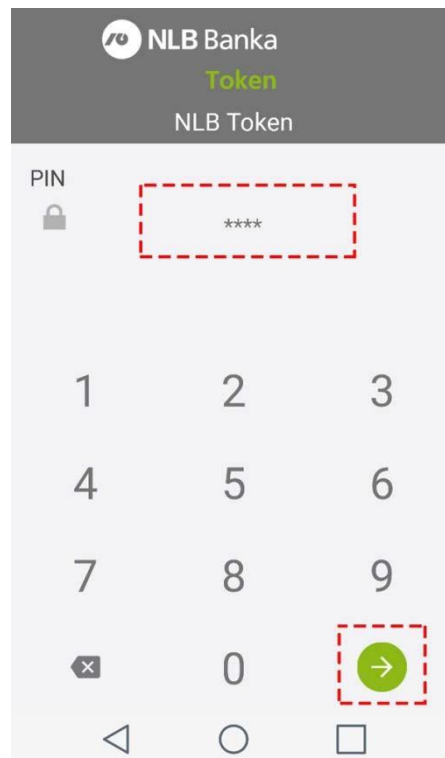 NLB Banka
Token
NLB Token
PIN
****
1 2 3
4 5 6
7 8 9
0